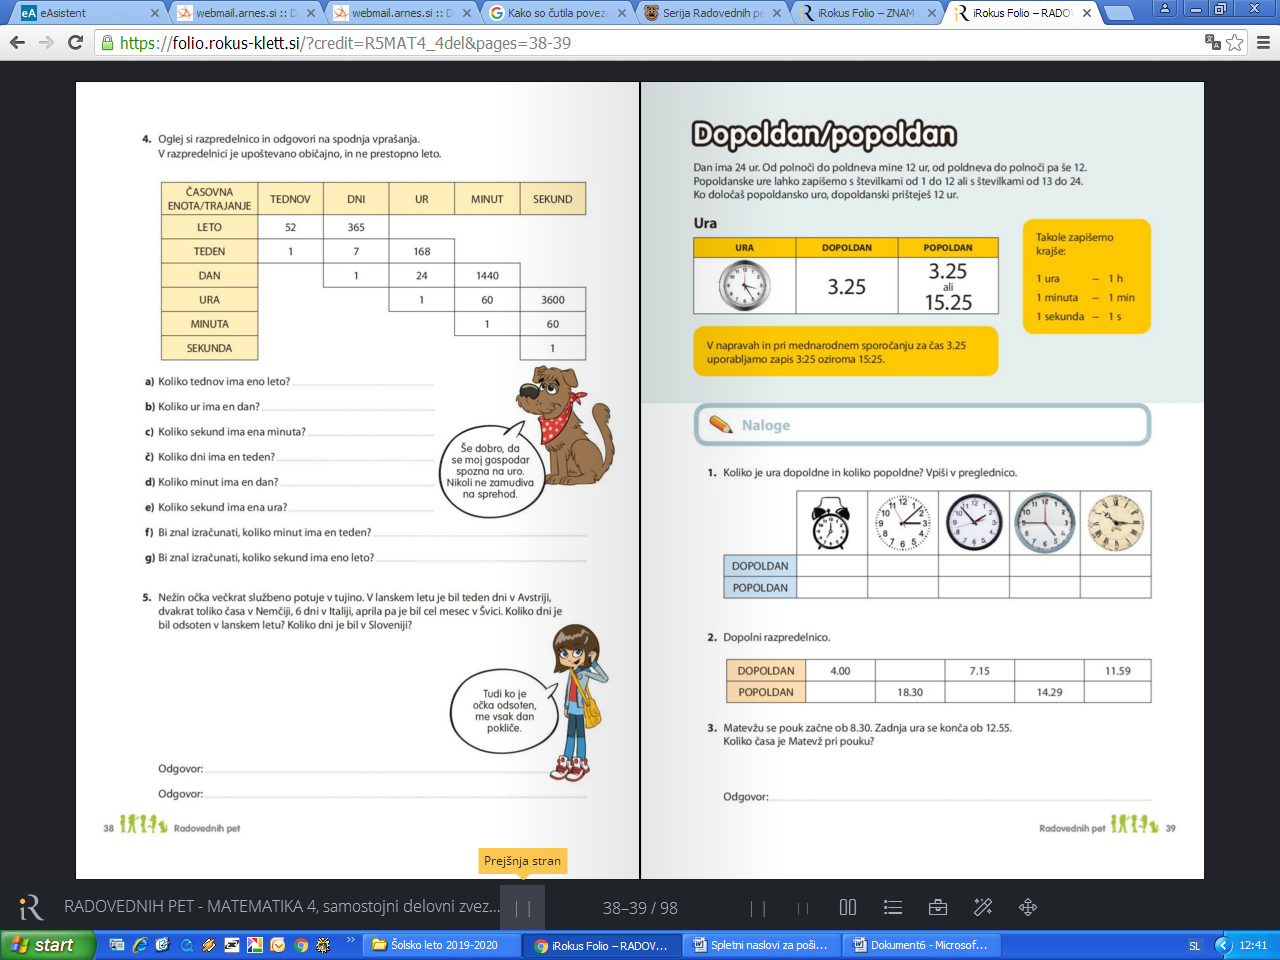 eAsistent
webmail.arnes.si :: D
webmail.arnes.si :: D
Kako so čutila povez
Serija Radovednih pe
iRokus Folio – ZNAM
iRokus Folio – RADOV
https://folio.rokus-klett.si/?credit=R5MAT4_4del&pages=38-39
4. Oglej si razpredelnico in odgovori na spodnja vprašanja.
V razpredelnici je upoštevano običajno, in ne prestopno leto.
ČASOVNA ENOTA/TRAJANJE TEDNOV DNI UR MINUT SEKUND
LETO 52 365
TEDEN 1 7 168
DAN 1 24 1440
URA 1 60 3600
MINUTA 1 60
SEKUNDA 1
a) Koliko tednov ima eno leto?
b) Koliko ur ima en dan?
c) Koliko sekund ima ena minuta?
č) Koliko dni ima en teden?
d) Koliko minut ima en dan?
e) Koliko sekund ima ena ura?
f) Bi znal izračunati, koliko minut ima en teden?
g) Bi znal izračunati, koliko sekund ima eno leto?
Še dobro, da
se moj gospodar
spozna na uro.
Nikoli ne zamudiva
na sprehod.
5. Nežin očka večkrat službeno potuje v tujino. V lanskem letu je bil teden dni v Avstriji,
dvakrat toliko časa v Nemčiji, 6 dni v Italiji, aprila pa je bil cel mesec v Švici. Koliko dni je
bil odsoten v lanskem letu? Koliko dni je bil v Sloveniji?
Tudi ko je
očka odsoten,
me vsak dan
pokliče.
Odgovor:
Odgovor:
38 Radovednih pet
Dopoldan/popoldan
Dan ima 24 ur. Od polnoči do poldneva mine 12 ur, od poldneva do polnoči pa še 12.
Popoldanske ure lahko zapišemo s številkami od 1 do 12 ali s številkami od 13 do 24.
Ko določaš popoldansko uro, dopoldanski prišteješ 12 ur.
Ura
URA DOPOLDAN POPOLDAN
3.25 3.25
ali
15.25
Takole zapišemo
krajše:
1 ura – 1 h
1 minuta – 1 min
1 sekunda – 1 s
V napravah in pri mednarodnem sporočanju za čas 3.25
uporabljamo zapis 3:25 oziroma 15:25.
Naloge
1. Koliko je ura dopoldne in koliko popoldne? Vpiši v preglednico.
DOPOLDAN
POPOLDAN
2. Dopolni razpredelnico.
DOPOLDAN 4.00 7.15 11.59
POPOLDAN 18.30 14.29
3. Matevžu se pouk začne ob 8.30. Zadnja ura se konča ob 12.55.
Koliko časa je Matevž pri pouku?
Odgovor:
Radovednih pet 39
Prejšnja stran
iR RADOVEDNIH PET - MATEMATIKA 4, samostojni delovni zvez... 38–39 / 98
start
Šolsko leto 2019-2020
iRokus Folio – RADOV...
Spletni naslovi za poši...
Dokument6 - Microsof...
SL
12:41